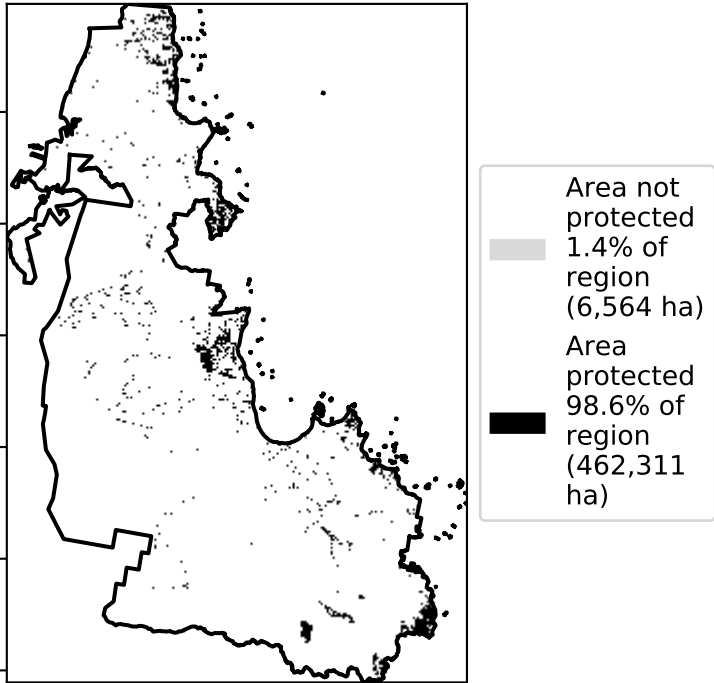 Area not
protected
1.4% of
region
(6,564 ha)
Area
protected
98.6% of
region
(462,311
ha)